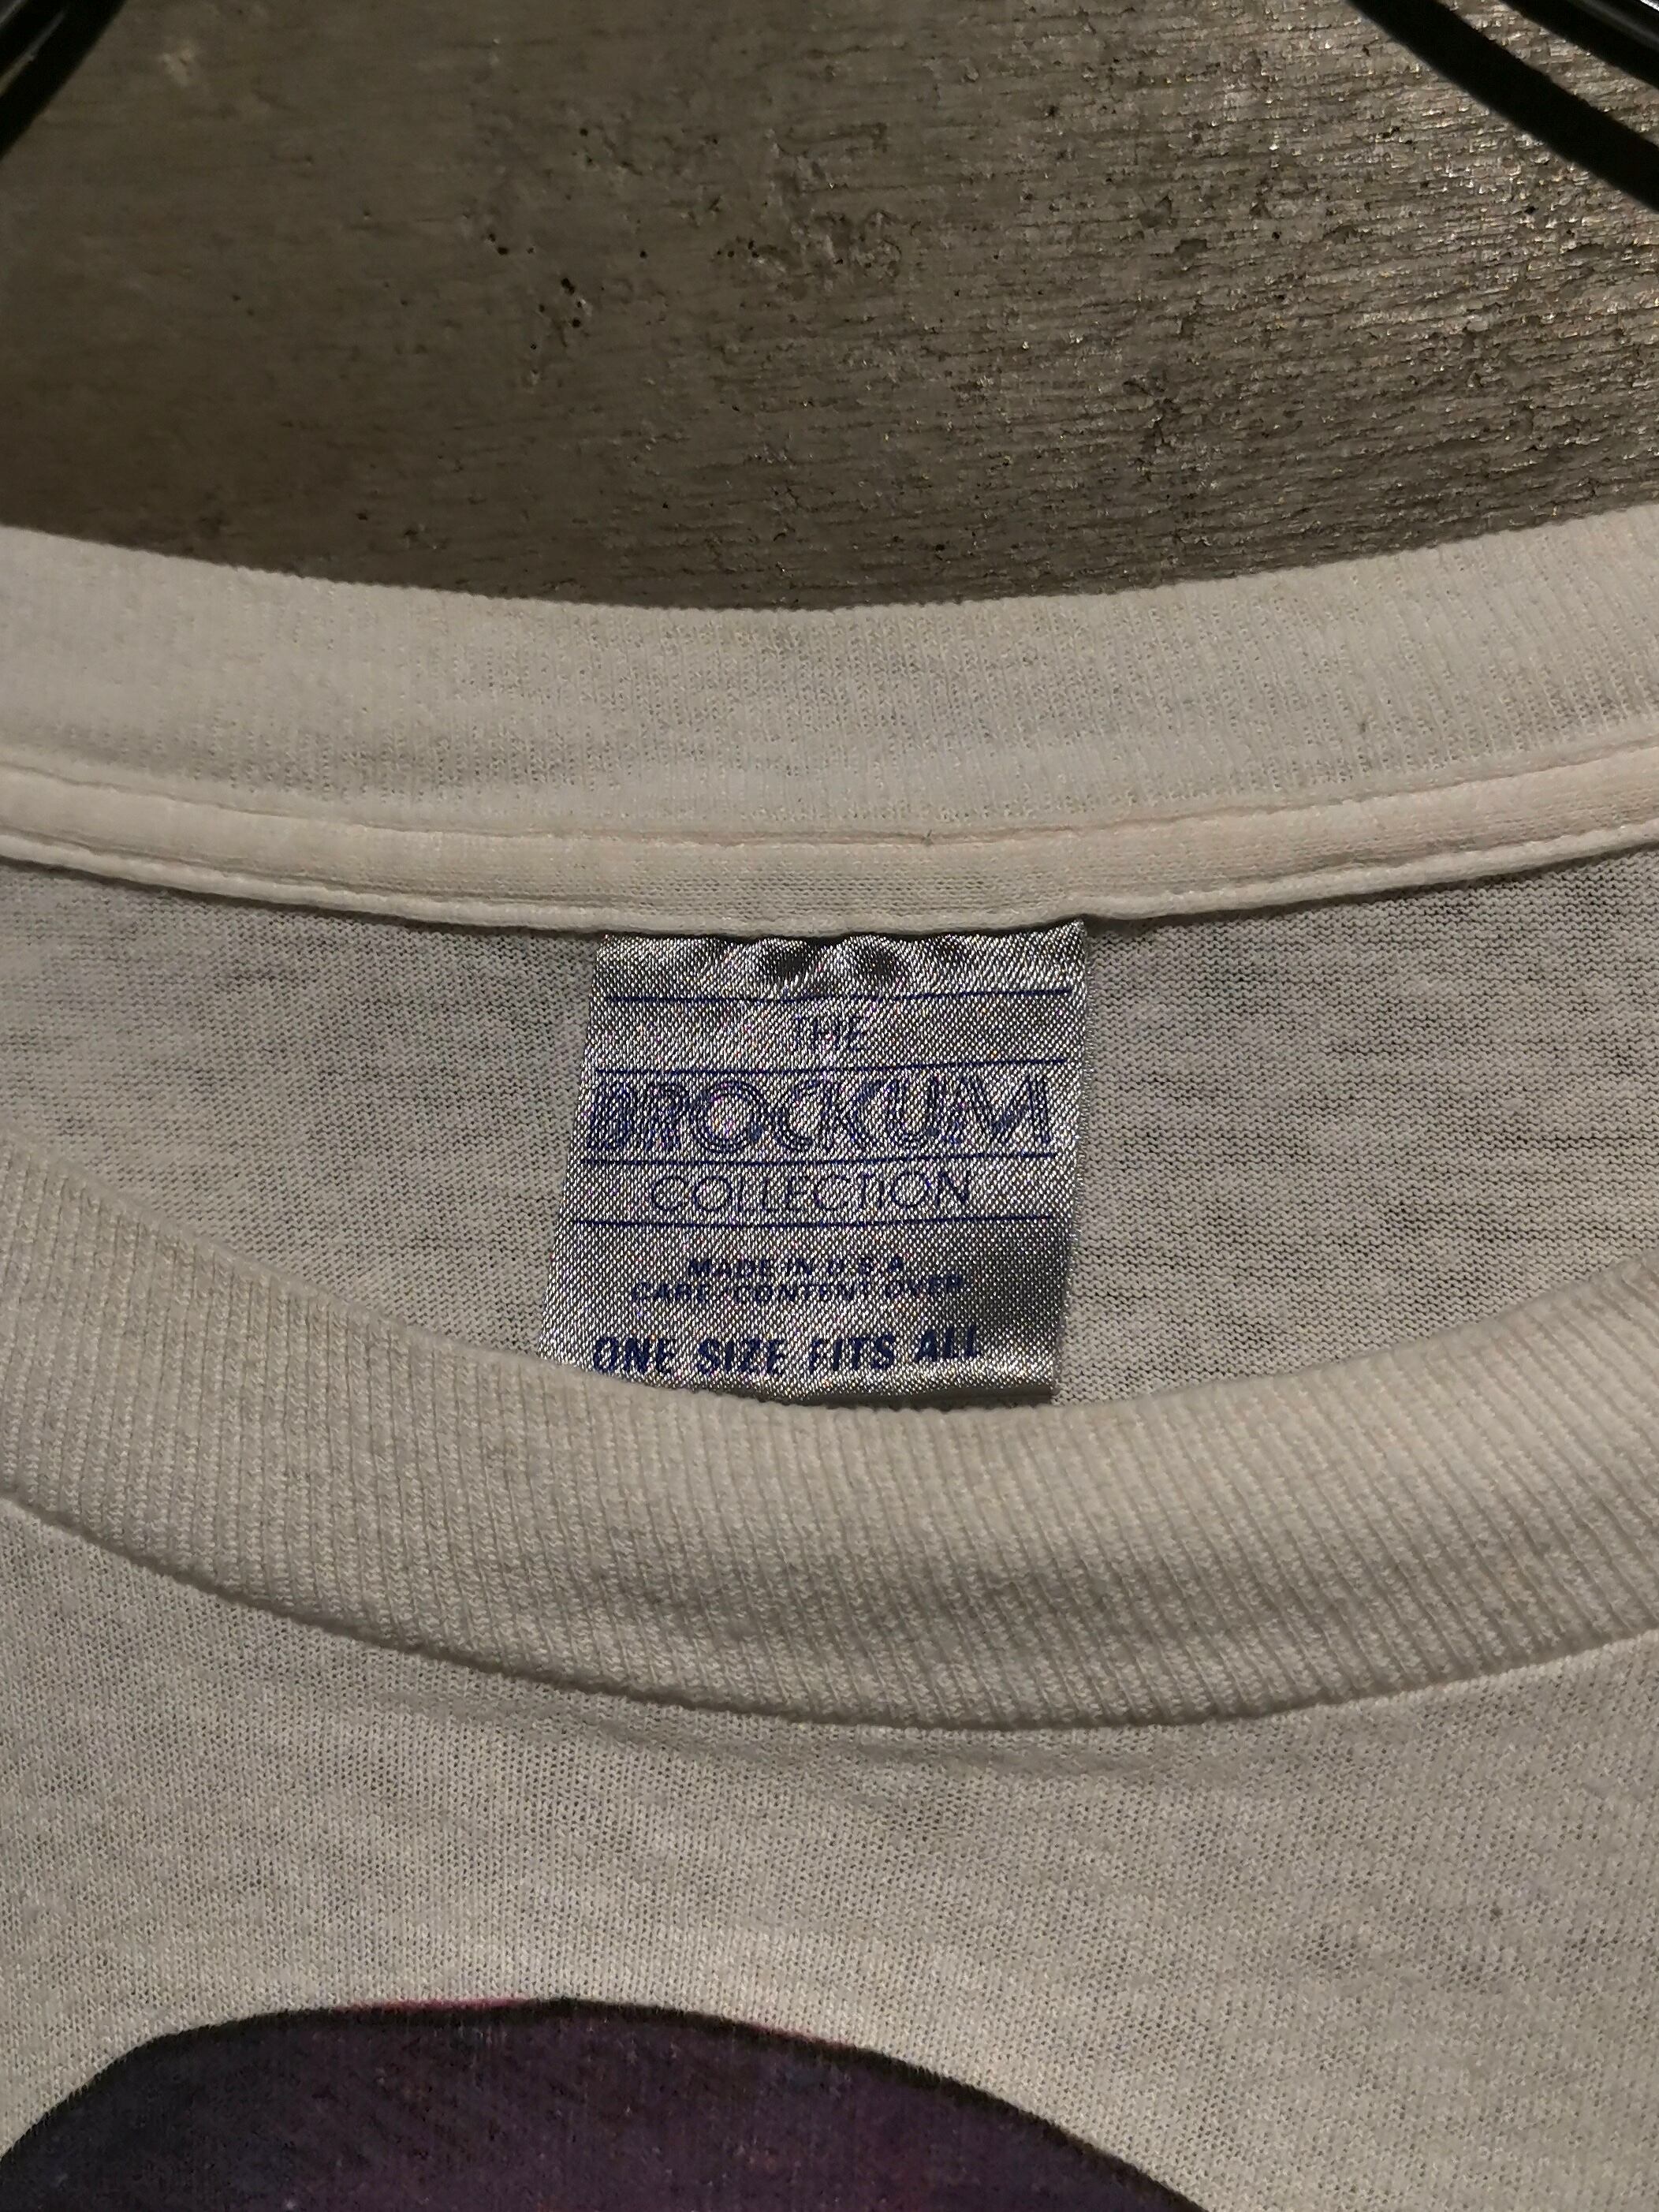 THE
BROCKUM
COLLECTION
MADE IN U.S.A.
CARE/CONTENT OVER
ONE SIZE FITS ALL